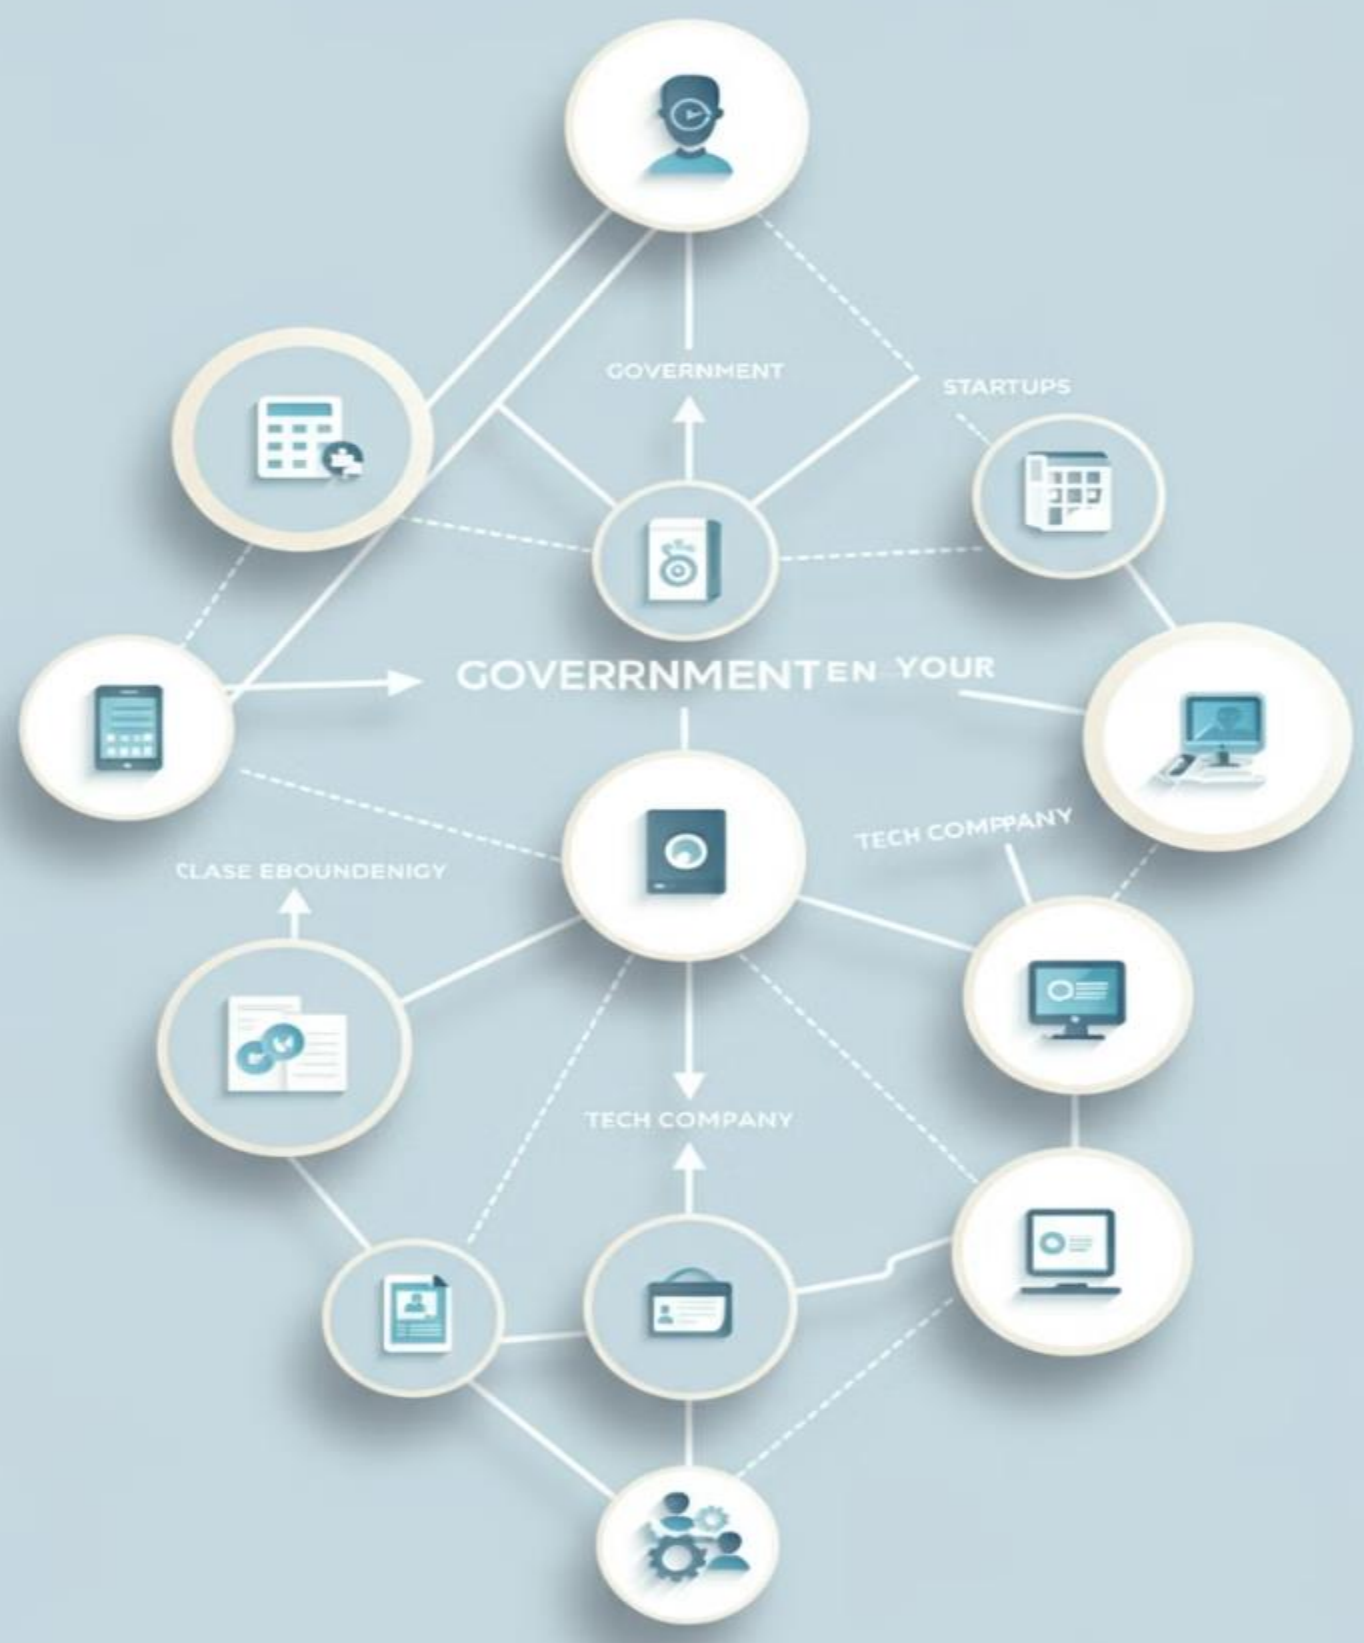 GOVERNMENT
STARTUPS
GOVERRNMENTEN YOUR
TECH COMPPANY
CLASE EBOUNDENIGY
TECH COMPANY